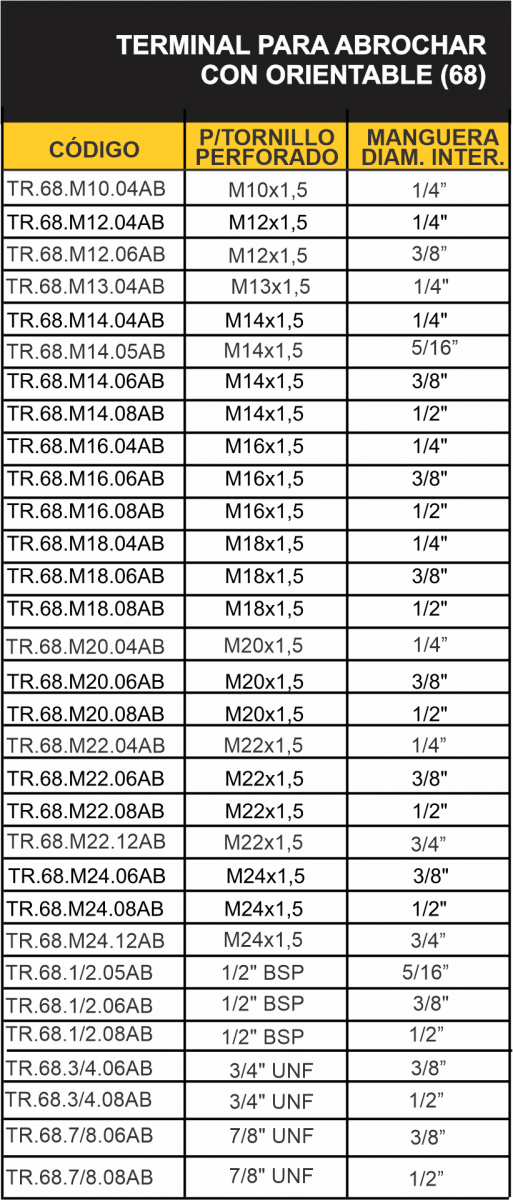 TERMINAL PARA ABROCHAR
CON ORIENTABLE (68)
CÓDIGO P/TORNILLO PERFORADO MANGUERA DIAM. INTER.
TR.68.M10.04AB M10x1,5 1/4”
TR.68.M12.04AB M12x1,5 1/4"
TR.68.M12.06AB M12x1,5 3/8”
TR.68.M13.04AB M13x1,5 1/4"
TR.68.M14.04AB M14x1,5 1/4"
TR.68.M14.05AB M14x1,5 5/16”
TR.68.M14.06AB M14x1,5 3/8"
TR.68.M14.08AB M14x1,5 1/2"
TR.68.M16.04AB M16x1,5 1/4"
TR.68.M16.06AB M16x1,5 3/8"
TR.68.M16.08AB M16x1,5 1/2"
TR.68.M18.04AB M18x1,5 1/4"
TR.68.M18.06AB M18x1,5 3/8"
TR.68.M18.08AB M18x1,5 1/2"
TR.68.M20.04AB M20x1,5 1/4”
TR.68.M20.06AB M20x1,5 3/8"
TR.68.M20.08AB M20x1,5 1/2"
TR.68.M22.04AB M22x1,5 1/4”
TR.68.M22.06AB M22x1,5 3/8"
TR.68.M22.08AB M22x1,5 1/2"
TR.68.M22.12AB M22x1,5 3/4”
TR.68.M24.06AB M24x1,5 3/8"
TR.68.M24.08AB M24x1,5 1/2"
TR.68.M24.12AB M24x1,5 3/4”
TR.68.1/2.05AB 1/2" BSP 5/16”
TR.68.1/2.06AB 1/2" BSP 3/8"
TR.68.1/2.08AB 1/2" BSP 1/2”
TR.68.3/4.06AB 3/4" UNF 3/8”
TR.68.3/4.08AB 3/4" UNF 1/2”
TR.68.7/8.06AB 7/8" UNF 3/8”
TR.68.7/8.08AB 7/8" UNF 1/2”